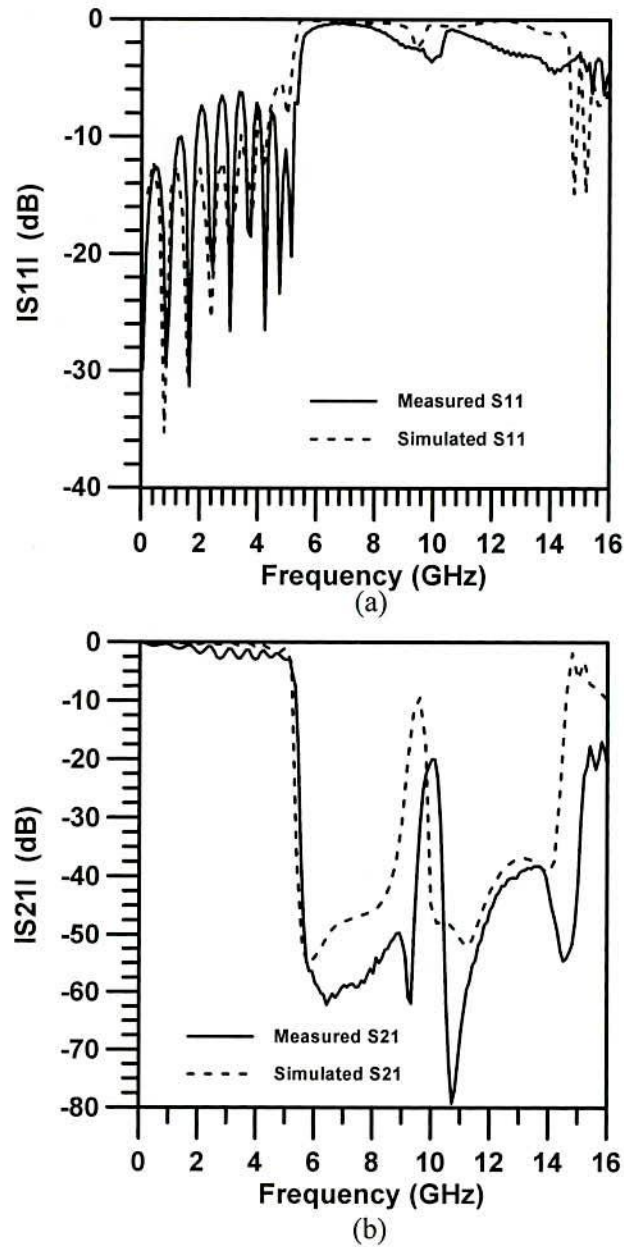 0
-10
-20
-30
-40
IS11I (dB)
Measured S11
Simulated S11
0 2 4 6 8 10 12 14 16
Frequency (GHz)
(a)
0
-10
-20
-30
-40
-50
-60
-70
-80
IS21I (dB)
Measured S21
Simulated S21
0 2 4 6 8 10 12 14 16
Frequency (GHz)
(b)